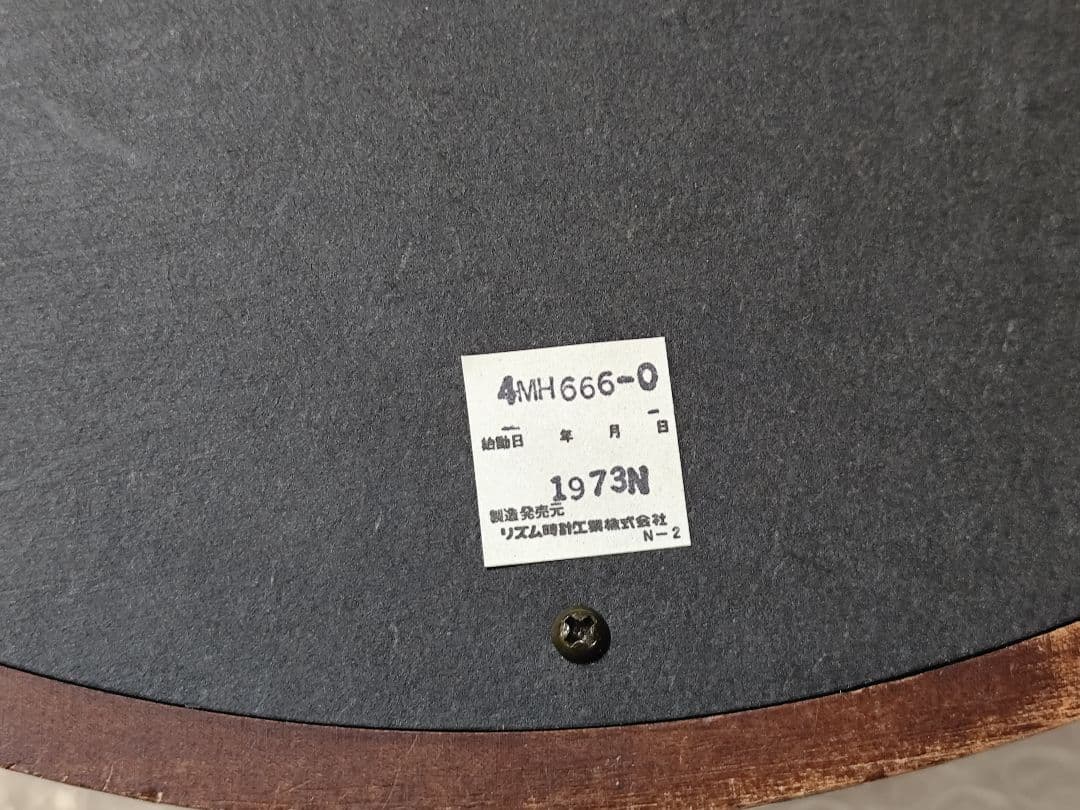 4MH666-0
始動日 年 月 日
1973N
製造発売元
リズム時計工業株式会社
N-2